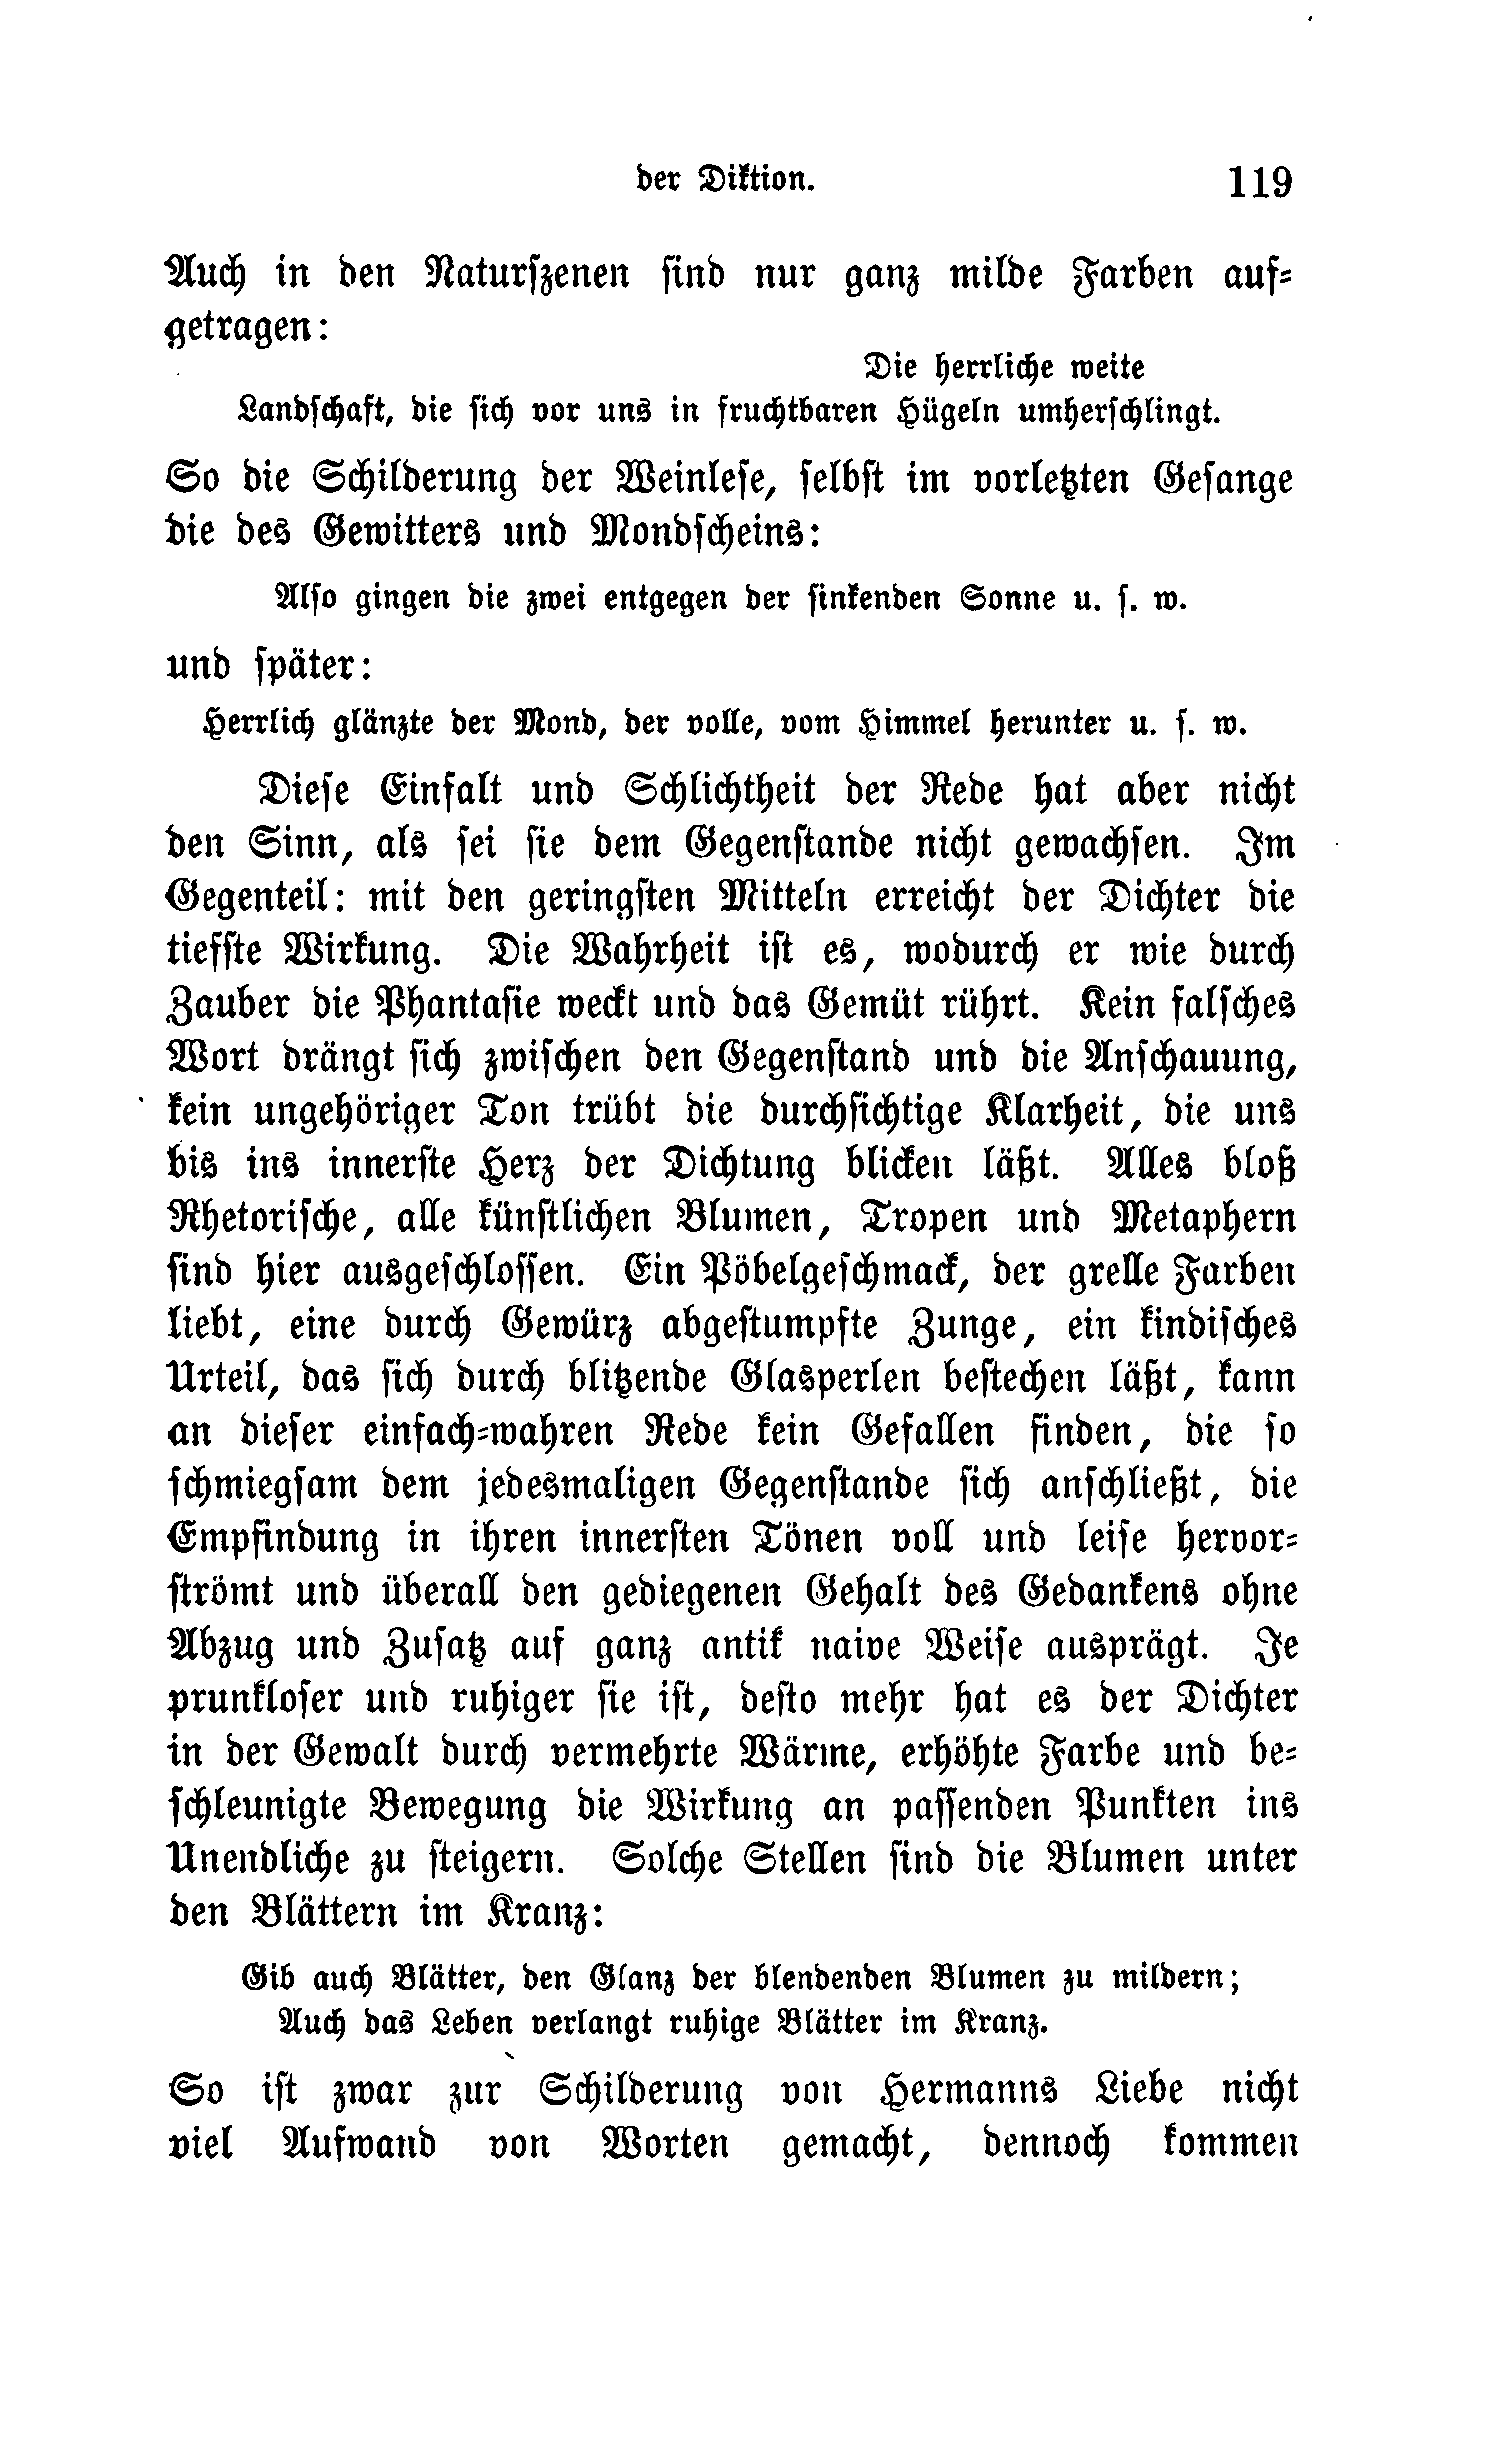 der Diktion. 119
Auch in den Naturſzenen ſind nur ganz milde Farben auf-
getragen:
Die herrliche weite
Landſchaft, die ſich vor uns in fruchtbaren Hügeln umherſchlingt.
So die Schilderung der Weinleſe, ſelbſt im vorletzten Geſange
die des Gewitters und Mondſcheins:
Alſo gingen die zwei entgegen der ſinkenden Sonne u. ſ. w.
und ſpäter:
Herrlich glänzte der Mond, der volle, vom Himmel herunter u. ſ. w.
Dieſe Einfalt und Schlichtheit der Rede hat aber nicht
den Sinn, als ſei ſie dem Gegenſtande nicht gewachſen. Im
Gegenteil: mit den geringſten Mitteln erreicht der Dichter die
tiefſte Wirkung. Die Wahrheit iſt es, wodurch er wie durch
Zauber die Phantaſie weckt und das Gemüt rührt. Kein falſches
Wort drängt ſich zwiſchen den Gegenſtand und die Anſchauung,
kein ungehöriger Ton trübt die durchſichtige Klarheit, die uns
bis ins innerſte Herz der Dichtung blicken läßt. Alles bloß
Rhetoriſche, alle künſtlichen Blumen, Tropen und Metaphern
ſind hier ausgeſchloſſen. Ein Pöbelgeſchmack, der grelle Farben
liebt, eine durch Gewürz abgeſtumpfte Zunge, ein kindiſches
Urteil, das ſich durch blitzende Glasperlen beſtechen läßt, kann
an dieſer einfach-wahren Rede kein Gefallen finden, die ſo
ſchmiegſam dem jedesmaligen Gegenſtande ſich anſchließt, die
Empfindung in ihren innerſten Tönen voll und leiſe hervor-
ſtrömt und überall den gediegenen Gehalt des Gedankens ohne
Abzug und Zuſatz auf ganz antik naive Weiſe ausprägt. Je
prunkloſer und ruhiger ſie iſt, deſto mehr hat es der Dichter
in der Gewalt durch vermehrte Wärme, erhöhte Farbe und be-
ſchleunigte Bewegung die Wirkung an paſſenden Punkten ins
Unendliche zu ſteigern. Solche Stellen ſind die Blumen unter
den Blättern im Kranz:
Gib auch Blätter, den Glanz der blendenden Blumen zu mildern;
Auch das Leben verlangt ruhige Blätter im Kranz.
So iſt zwar zur Schilderung von Hermanns Liebe nicht
viel Aufwand von Worten gemacht, dennoch kommen